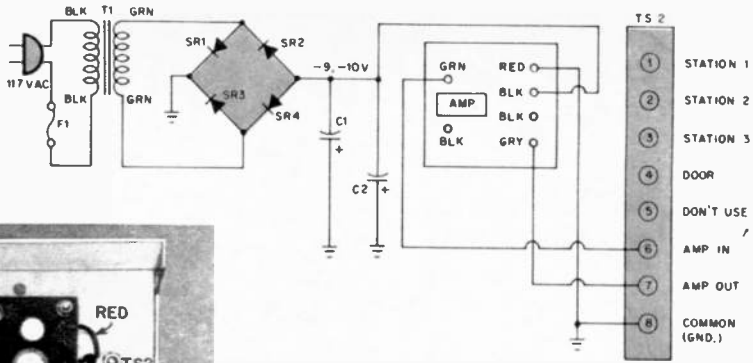 BLK T1 GRN
TS 2
117 VAC
F1
BLK
GRN
SR1
SR2
SR3
SR4
-9,-10V
C1
+
C2
+
GRN
RED
BLK
AMP
BLK
BLK
GRY
1 STATION 1
2 STATION 2
3 STATION 3
4 DOOR
5 DON'T USE
6 AMP IN
7 AMP OUT
8 COMMON
(GND.)
RED
TS2